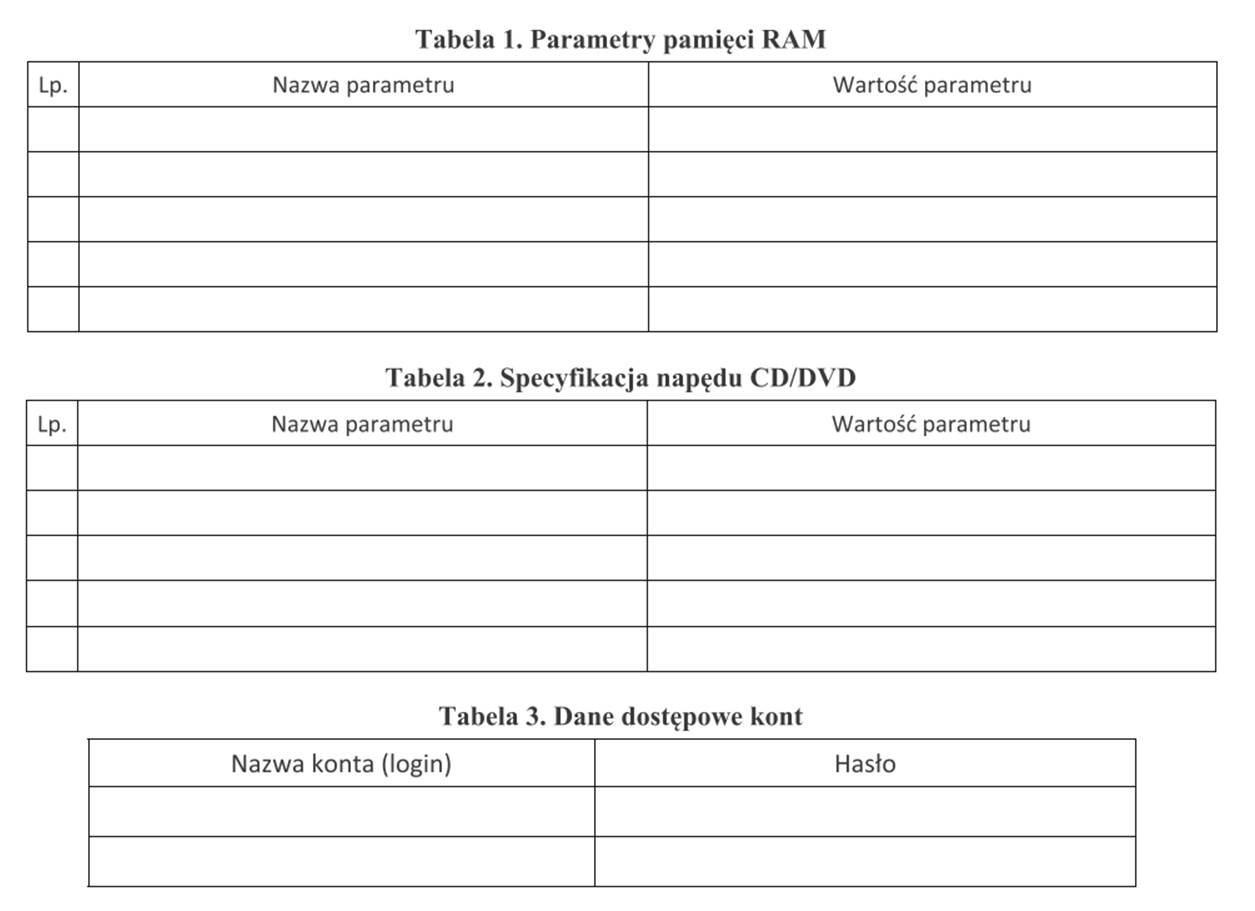 Tabela 1. Parametry pamięci RAM
Lp. Nazwa parametru Wartość parametru
Tabela 2. Specyfikacja napędu CD/DVD
Lp. Nazwa parametru Wartość parametru
Tabela 3. Dane dostępowe kont
Nazwa konta (login) Hasło